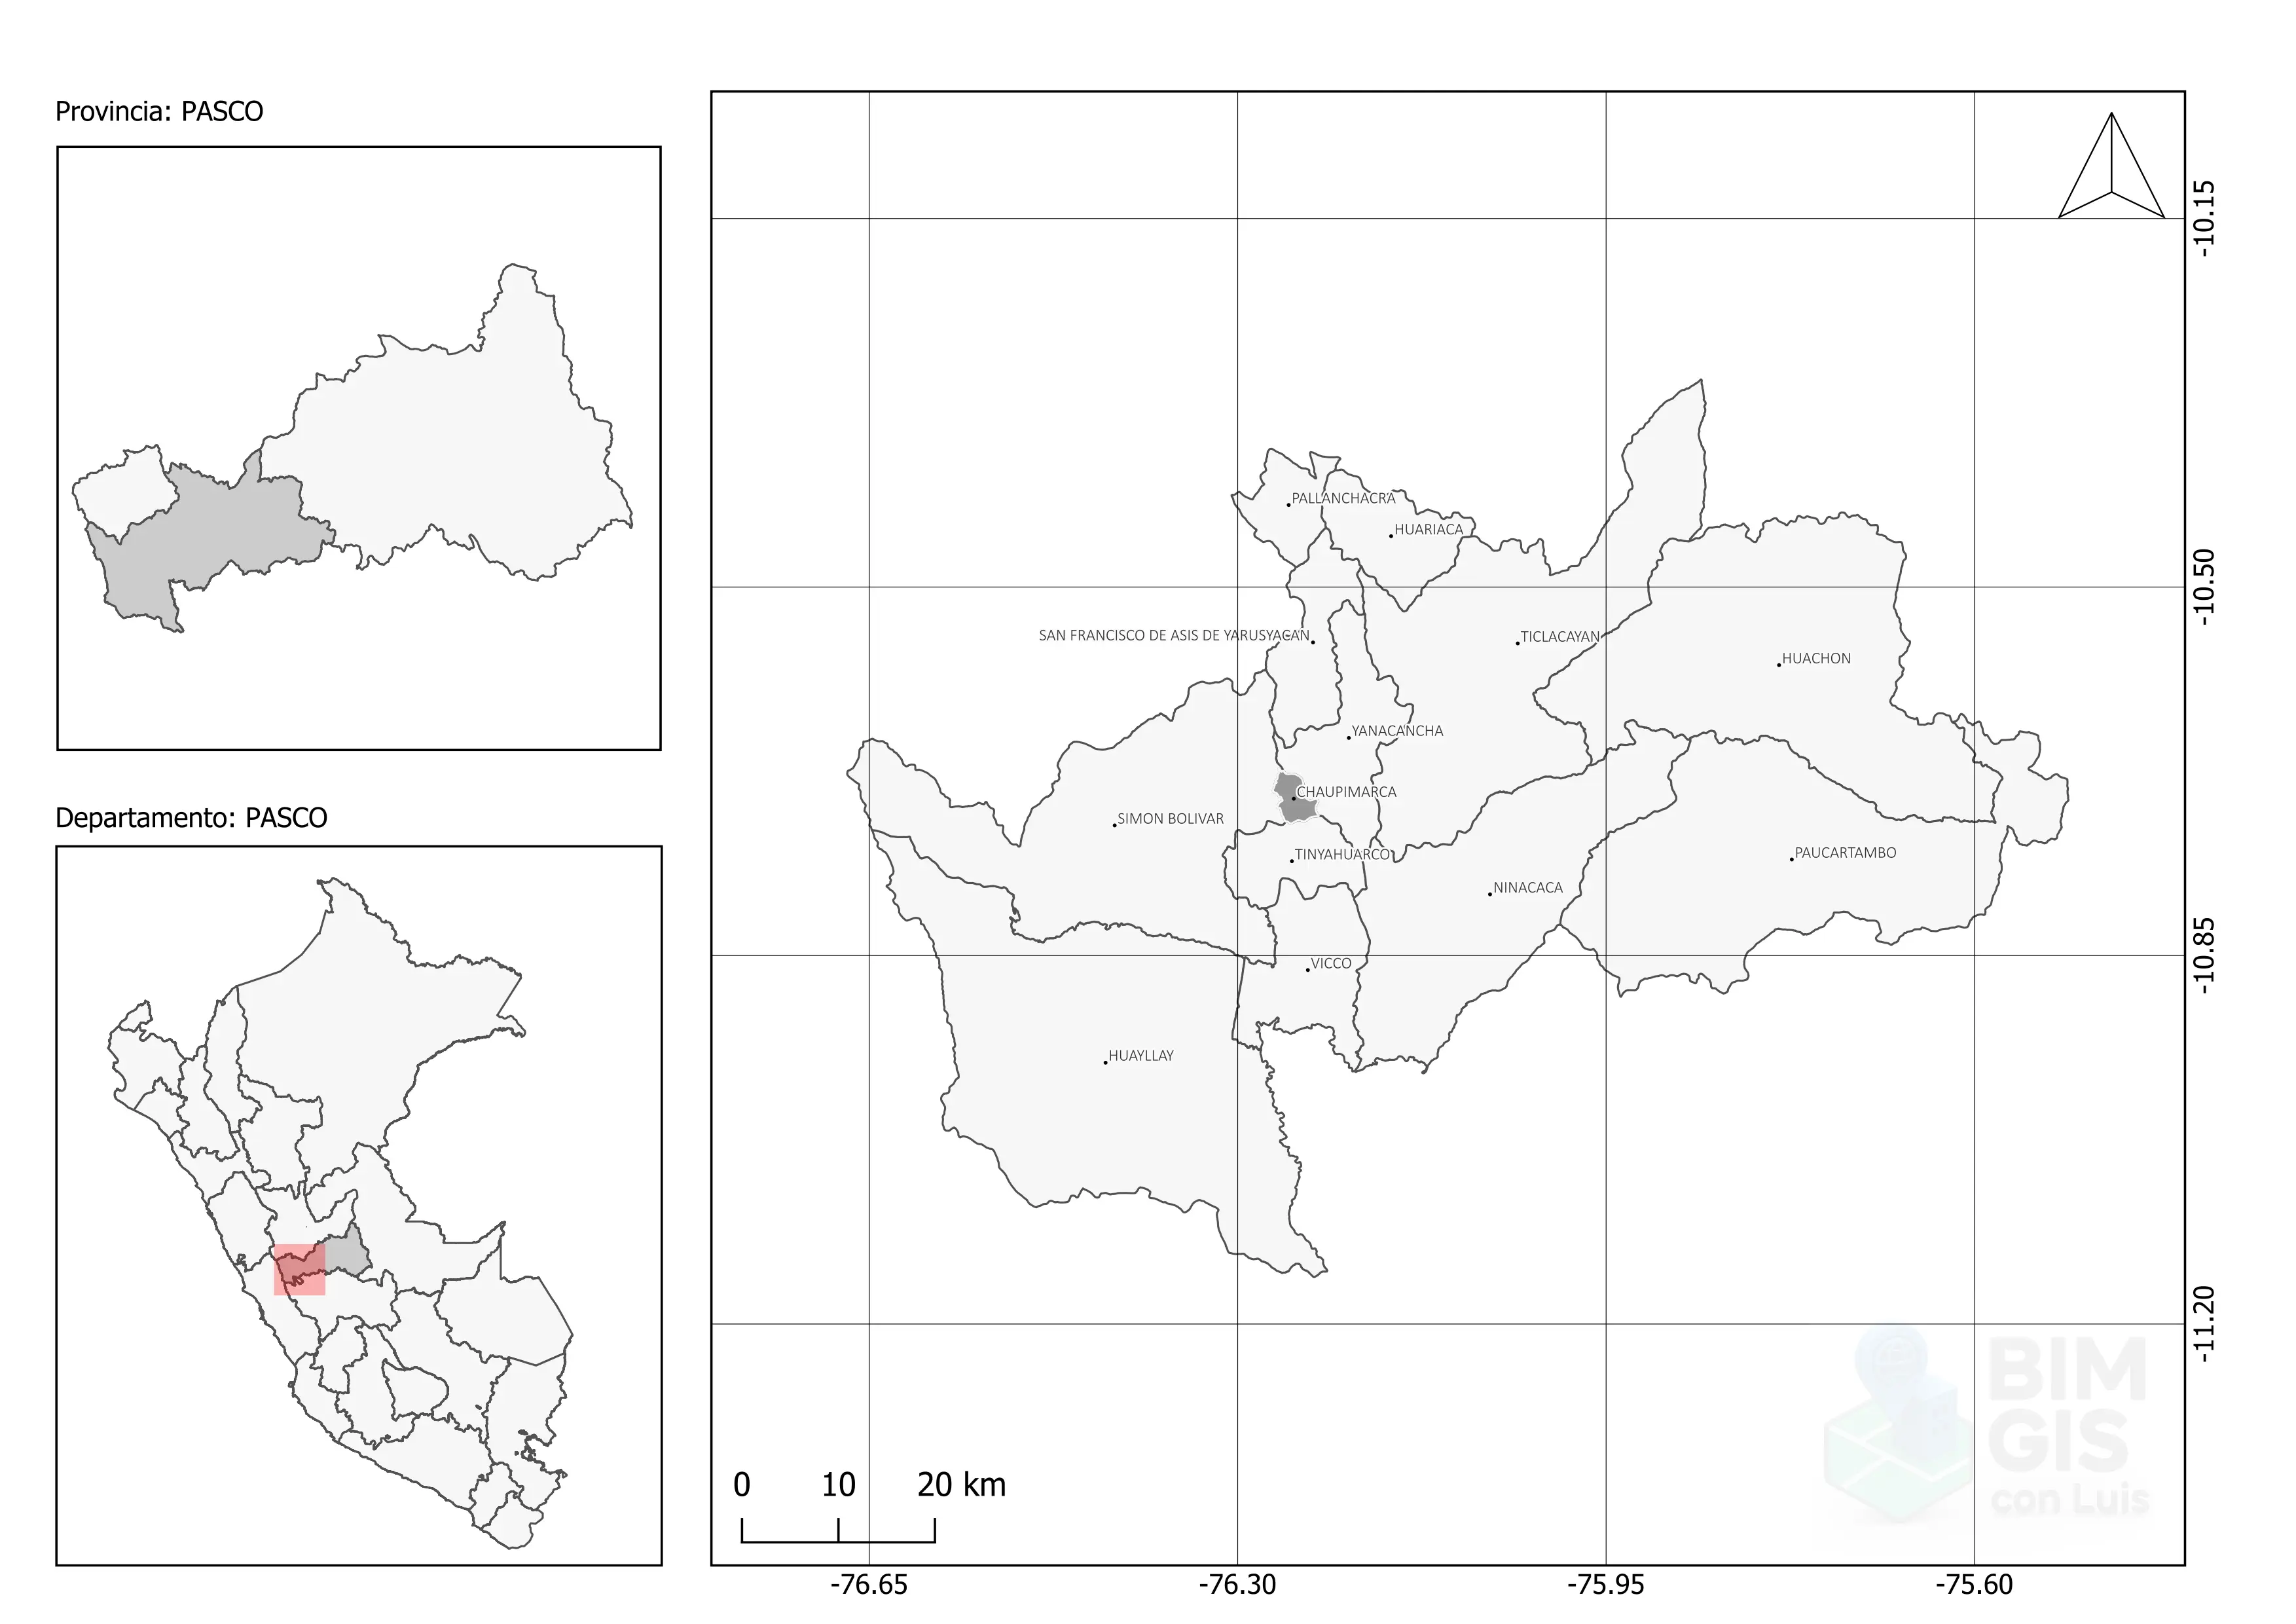 Provincia: PASCO
Departamento: PASCO
PALLANCHACRA
HUARIACA
SAN FRANCISCO DE ASIS DE YARUSYACAN
TICLACAYAN
HUACHON
YANACANCHA
CHAUPIMARCA
SIMON BOLIVAR
TINYAHUARCO
PAUCARTAMBO
NINACACA
VICCO
HUAYLLAY
-10.15
-10.50
-10.85
-11.20
0 10 20 km
-76.65 -76.30 -75.95 -75.60
BIM
GIS
con Luis